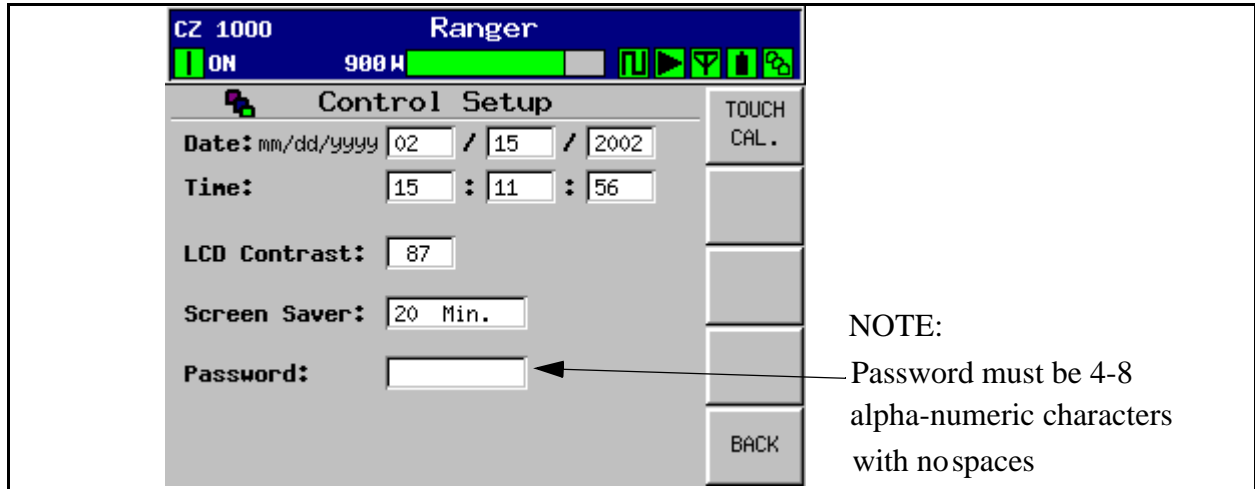 CZ 1000 Ranger
ON 900 W
Control Setup
TOUCH CAL.
Date: mm/dd/yyyy 02 / 15 / 2002
Time: 15 : 11 : 56
LCD Contrast: 87
Screen Saver: 20 Min.
Password:
BACK
NOTE:
Password must be 4-8
alpha-numeric characters
with no spaces